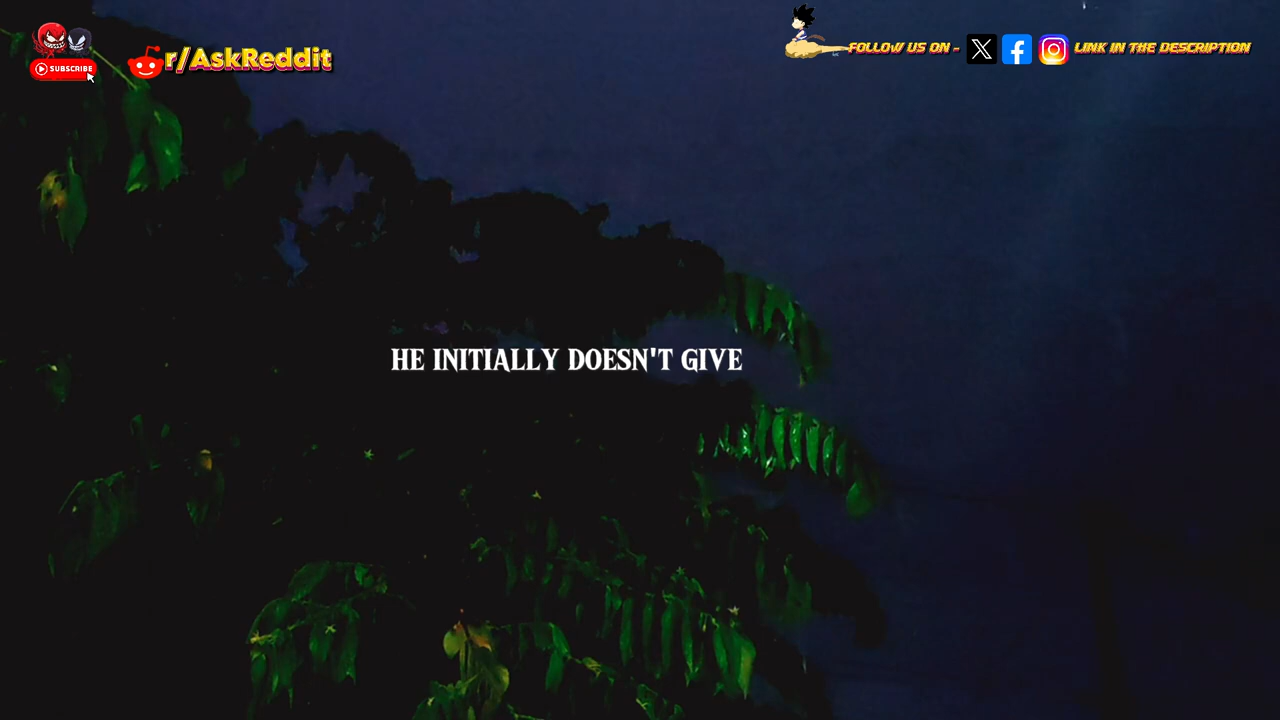 SUBSCRIBE
r/AskReddit
FOLLOW US ON -
LINK IN THE DESCRIPTION
HE INITIALLY DOESN'T GIVE